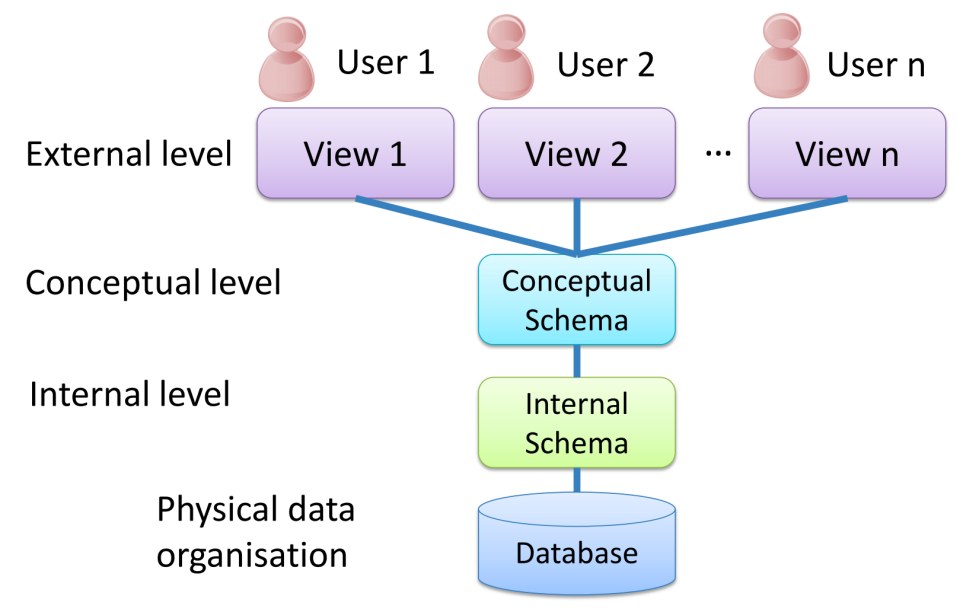 User 1
User 2
User n
External level
View 1
View 2
...
View n
Conceptual level
Conceptual
Schema
Internal level
Internal
Schema
Physical data
organisation
Database